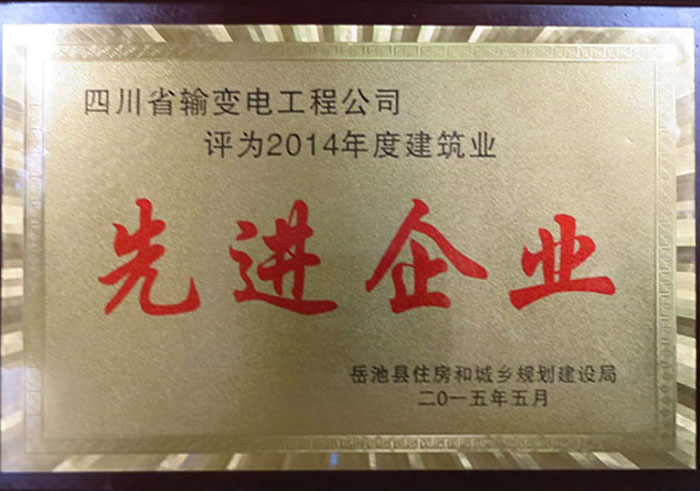 四川省输变电工程公司
评为2014年度建筑业
先进企业
岳池县住房和城乡规划建设局
二0一五年五月